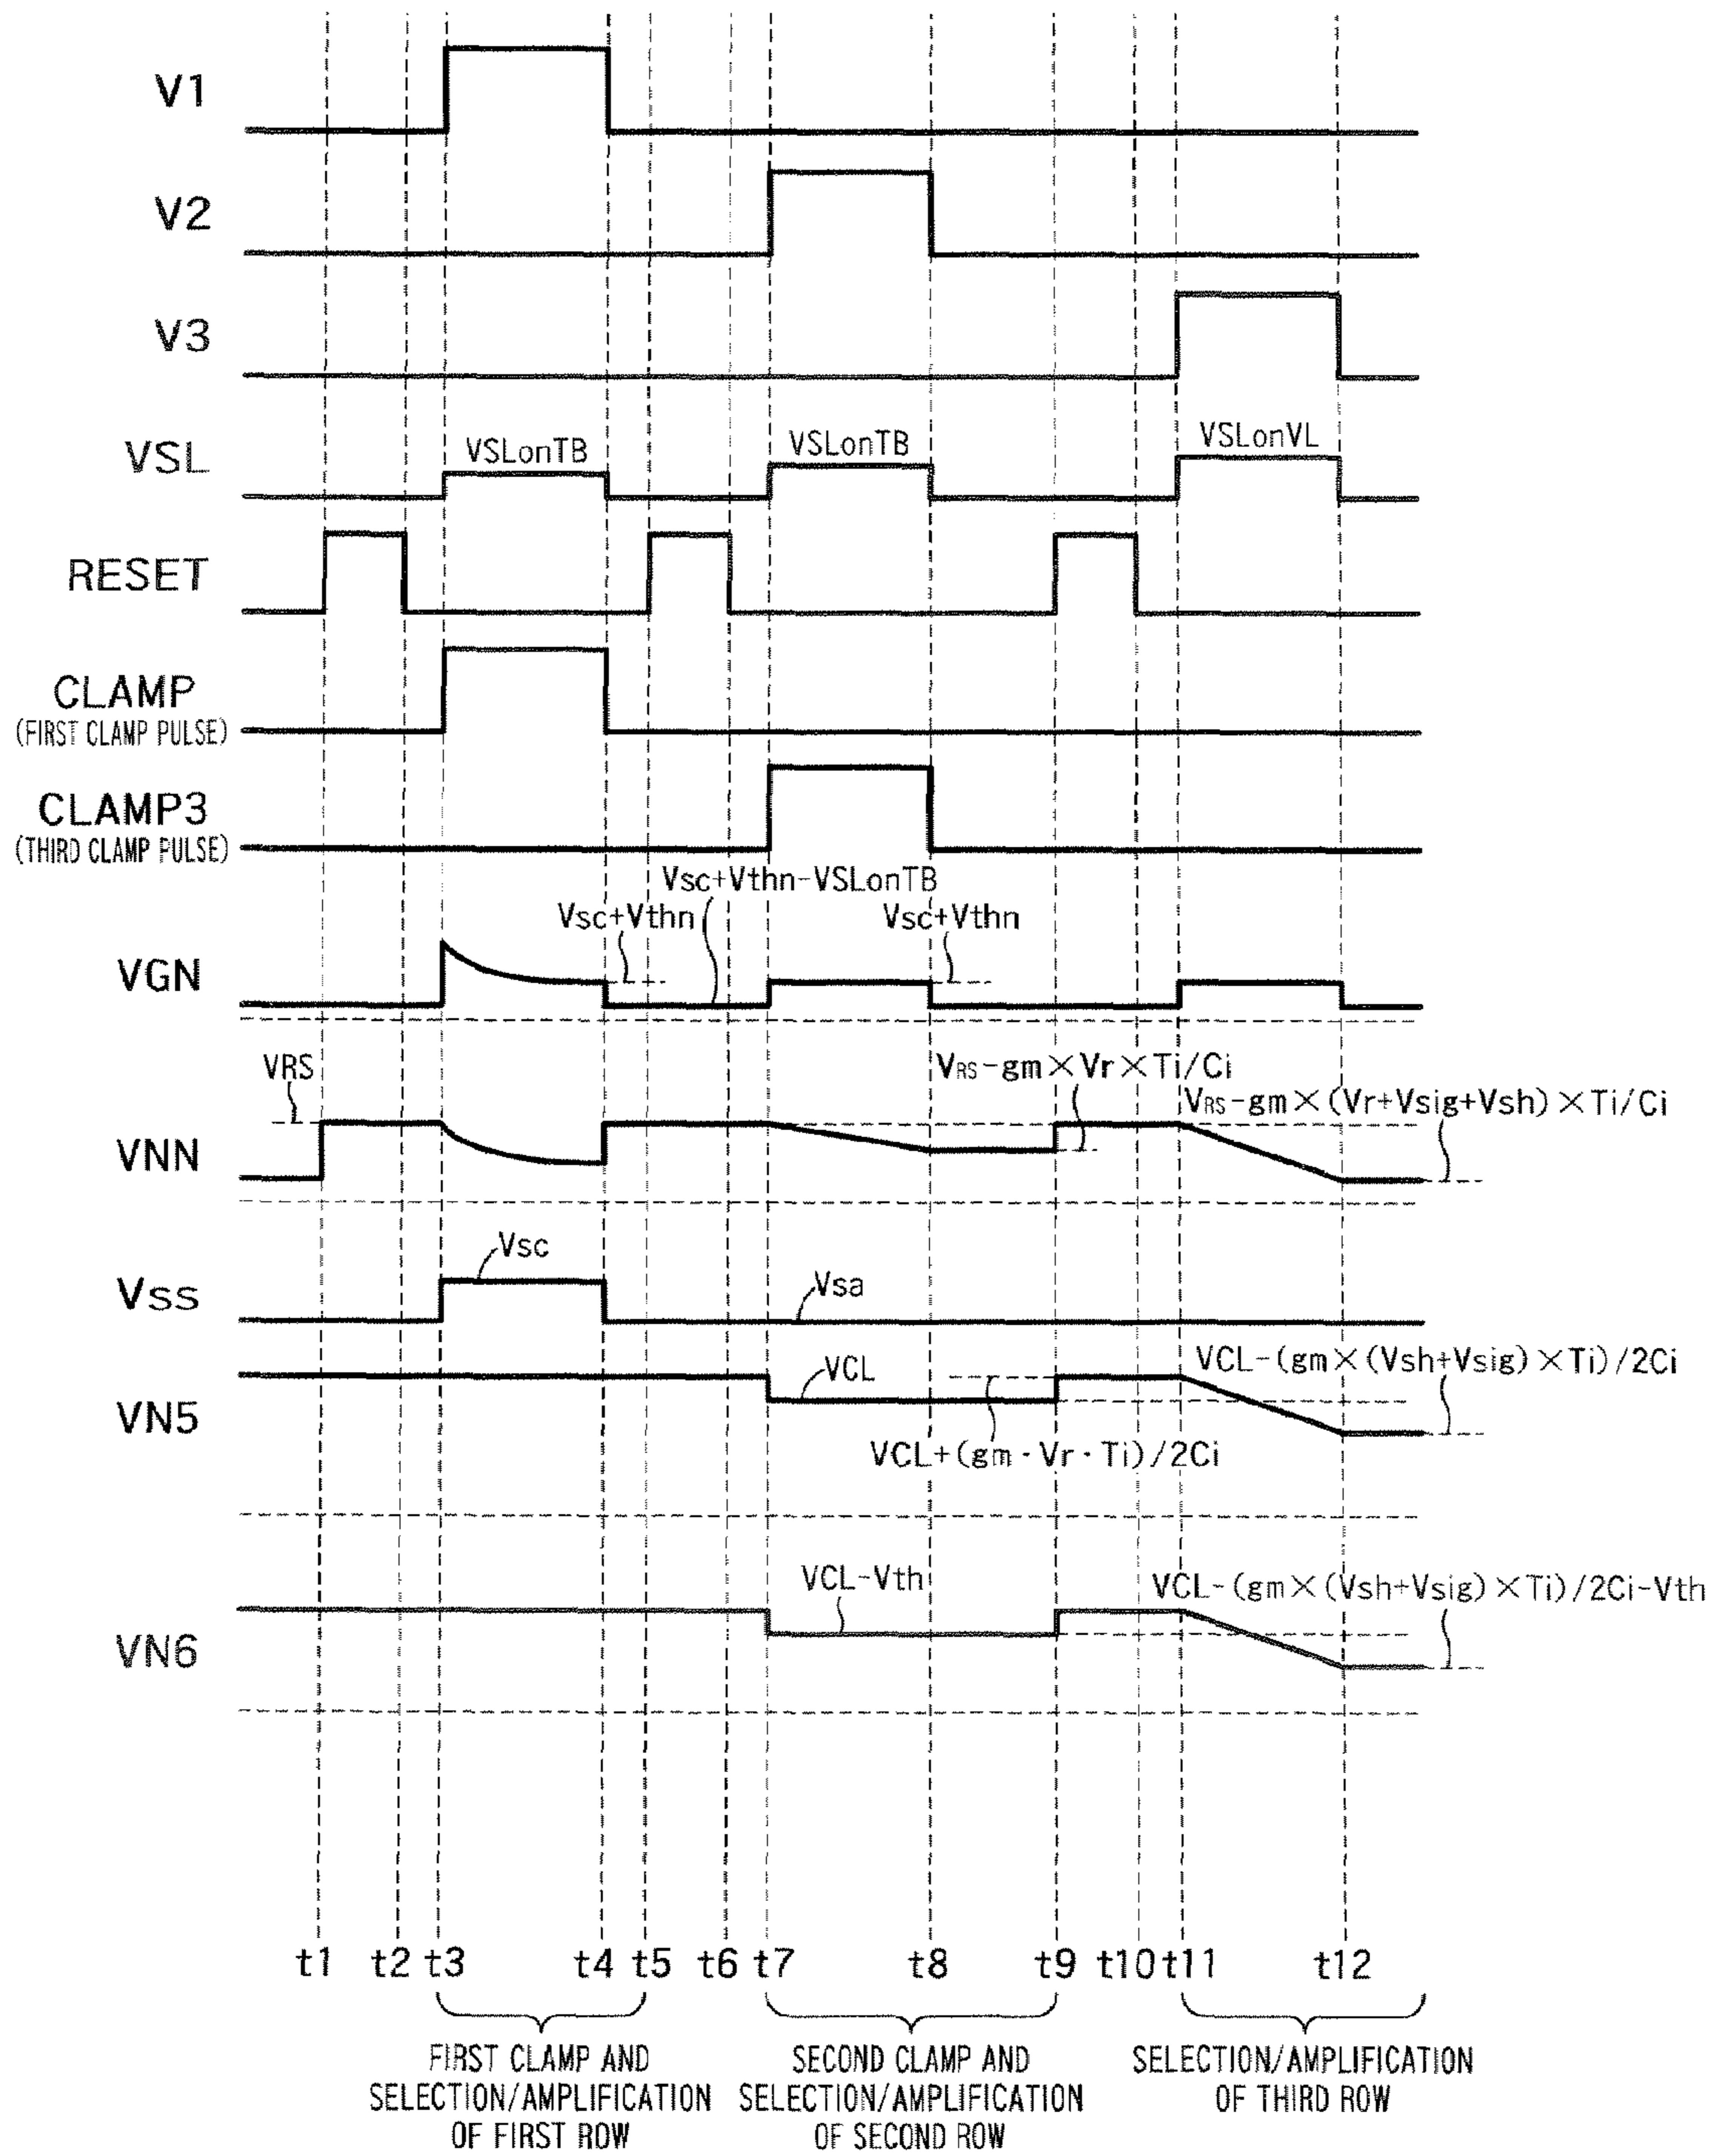 V1
V2
V3
VSL
VSLonTB
VSLonTB
VSLonVL
RESET
CLAMP
(FIRST CLAMP PULSE)
CLAMP3
(THIRD CLAMP PULSE)
Vsc+Vthn-VSLonTB
Vsc+Vthn
Vsc+Vthn
VGN
VRS
VRS-gm×Vr×Ti/Ci
VRS-gm×(Vr+Vsig+Vsh)×Ti/Ci
VNN
Vsc
Vsa
Vss
VCL
VCL-(gm×(Vsh+Vsig)×Ti)/2Ci
VN5
VCL+(gm·Vr·Ti)/2Ci
VCL-Vth
VCL-(gm×(Vsh+Vsig)×Ti)/2Ci-Vth
VN6
t1 t2 t3 t4 t5 t6 t7 t8 t9 t10 t11 t12
FIRST CLAMP AND
SELECTION/AMPLIFICATION
OF FIRST ROW
SECOND CLAMP AND
SELECTION/AMPLIFICATION
OF SECOND ROW
SELECTION/AMPLIFICATION
OF THIRD ROW